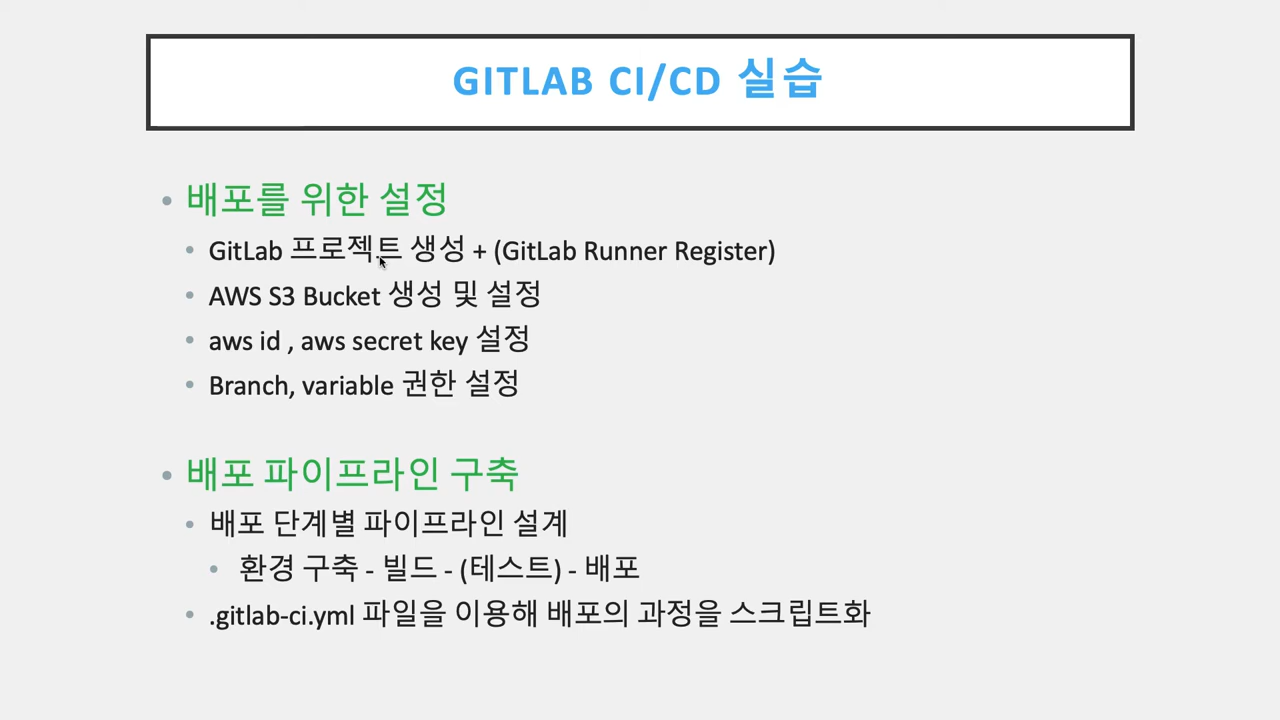 GITLAB CI/CD 실습
• 배포를 위한 설정
• GitLab 프로젝트 생성 + (GitLab Runner Register)
• AWS S3 Bucket 생성 및 설정
• aws id , aws secret key 설정
• Branch, variable 권한 설정
• 배포 파이프라인 구축
• 배포 단계별 파이프라인 설계
• 환경 구축 - 빌드 - (테스트) - 배포
• .gitlab-ci.yml 파일을 이용해 배포의 과정을 스크립트화